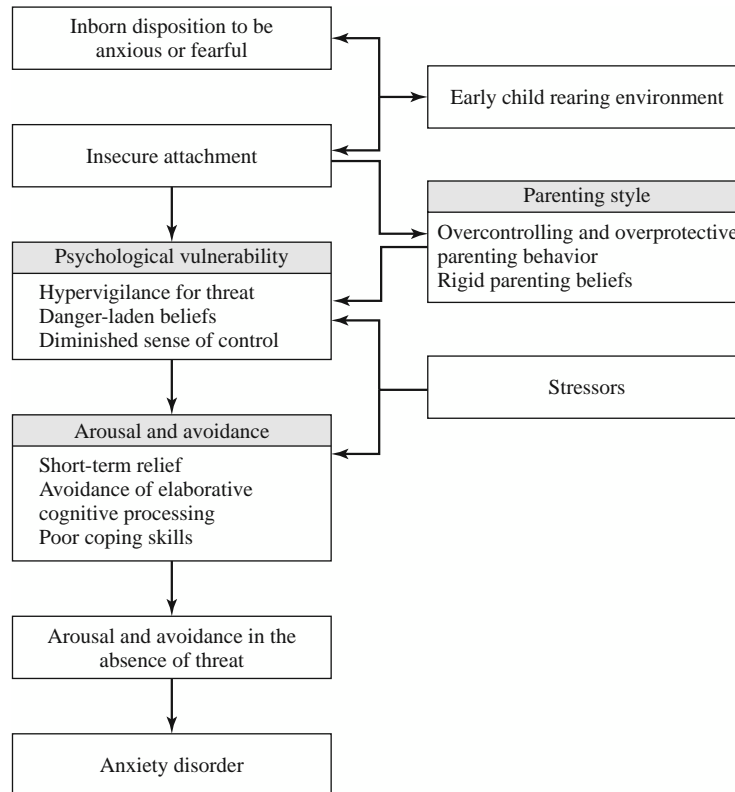 Inborn disposition to be
anxious or fearful
Early child rearing environment
Insecure attachment
Parenting style
Overcontrolling and overprotective
parenting behavior
Rigid parenting beliefs
Psychological vulnerability
Hypervigilance for threat
Danger-laden beliefs
Diminished sense of control
Stressors
Arousal and avoidance
Short-term relief
Avoidance of elaborative
cognitive processing
Poor coping skills
Arousal and avoidance in the
absence of threat
Anxiety disorder